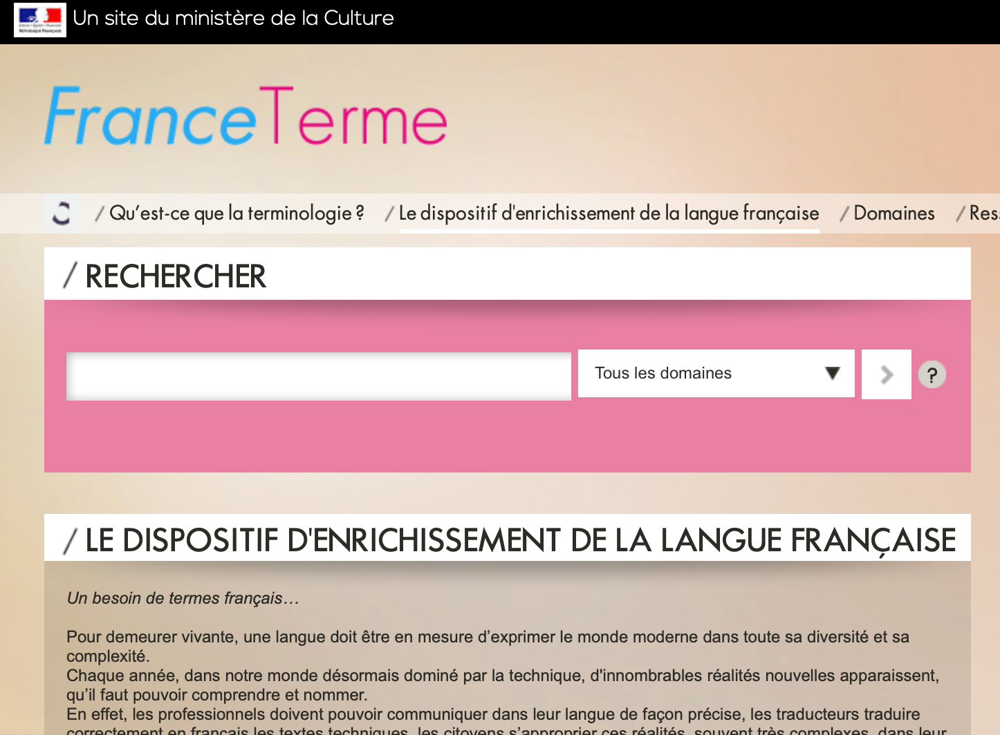 Un site du ministère de la Culture
FranceTerme
/ Qu’est-ce que la terminologie ? / Le dispositif d'enrichissement de la langue française / Domaines / Ress
/ RECHERCHER
Tous les domaines ▼ ?
/ LE DISPOSITIF D'ENRICHISSEMENT DE LA LANGUE FRANÇAISE
Un besoin de termes français…
Pour demeurer vivante, une langue doit être en mesure d’exprimer le monde moderne dans toute sa diversité et sa
complexité.
Chaque année, dans notre monde désormais dominé par la technique, d'innombrables réalités nouvelles apparaissent,
qu’il faut pouvoir comprendre et nommer.
En effet, les professionnels doivent pouvoir communiquer dans leur langue de façon précise, les traducteurs traduire
correctement en français les textes techniques, les citoyens s’approprier ces réalités, souvent très complexes, dans leur